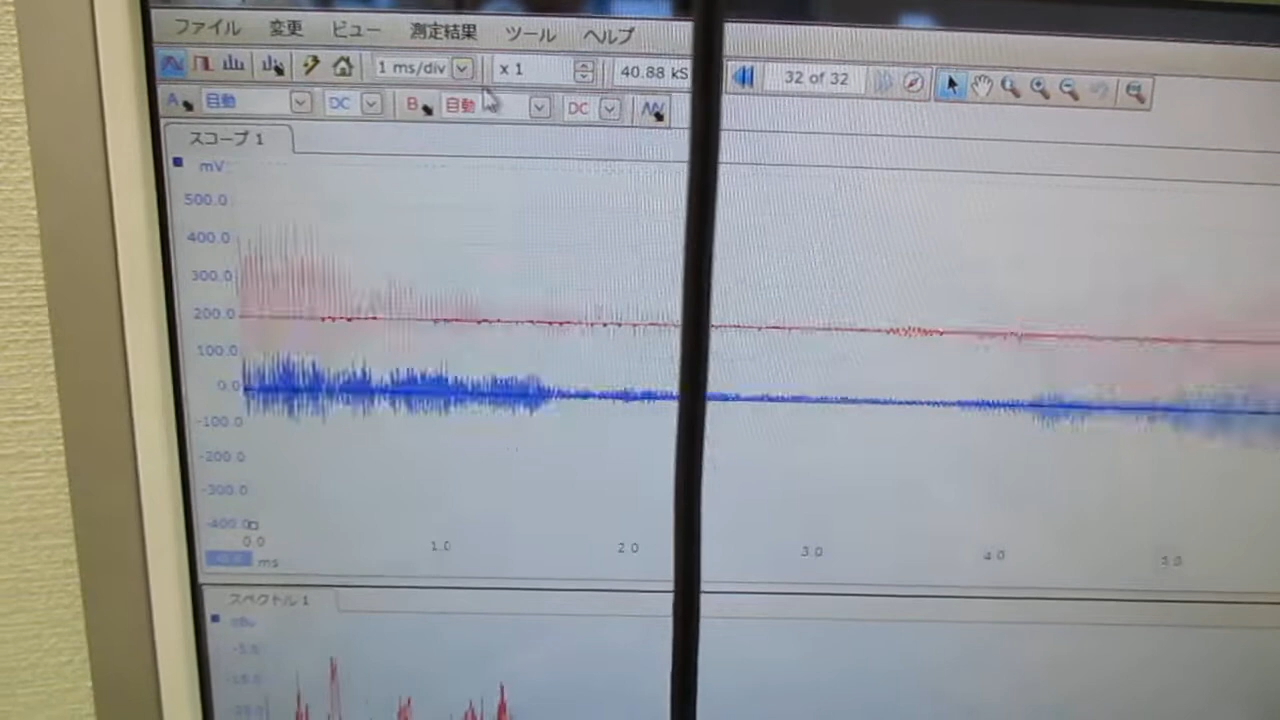 ファイル 変更 ビュー 測定結果 ツール ヘルプ
1 ms/div x 1 40.88 kS 32 of 32
A 自動 DC B 自動 DC
スコープ 1
mV
500.0
400.0
300.0
200.0
100.0
0.0
-100.0
-200.0
-300.0
-400.0
0.0 1.0 2.0 3.0 4.0 5.0
ms
スペクトル 1
-5.0